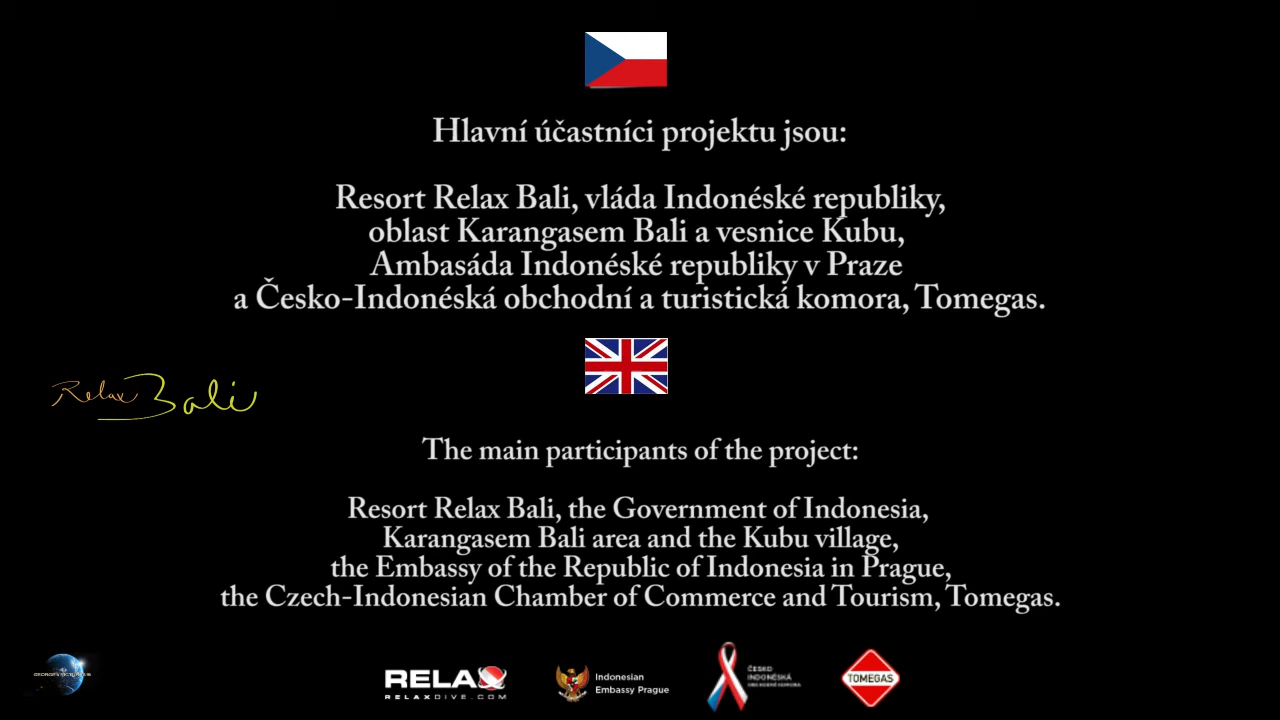 Hlavní účastníci projektu jsou:
Resort Relax Bali, vláda Indonéské republiky,
oblast Karangasem Bali a vesnice Kubu,
Ambasáda Indonéské republiky v Praze
a Česko-Indonéská obchodní a turistická komora, Tomegas.
Relax Bali
The main participants of the project:
Resort Relax Bali, the Government of Indonesia,
Karangasem Bali area and the Kubu village,
the Embassy of the Republic of Indonesia in Prague,
the Czech-Indonesian Chamber of Commerce and Tourism, Tomegas.
RELAX
RELAXDIVE.COM
Indonesian
Embassy Prague
ČESKO
INDONÉSKÁ
TOMEGAS